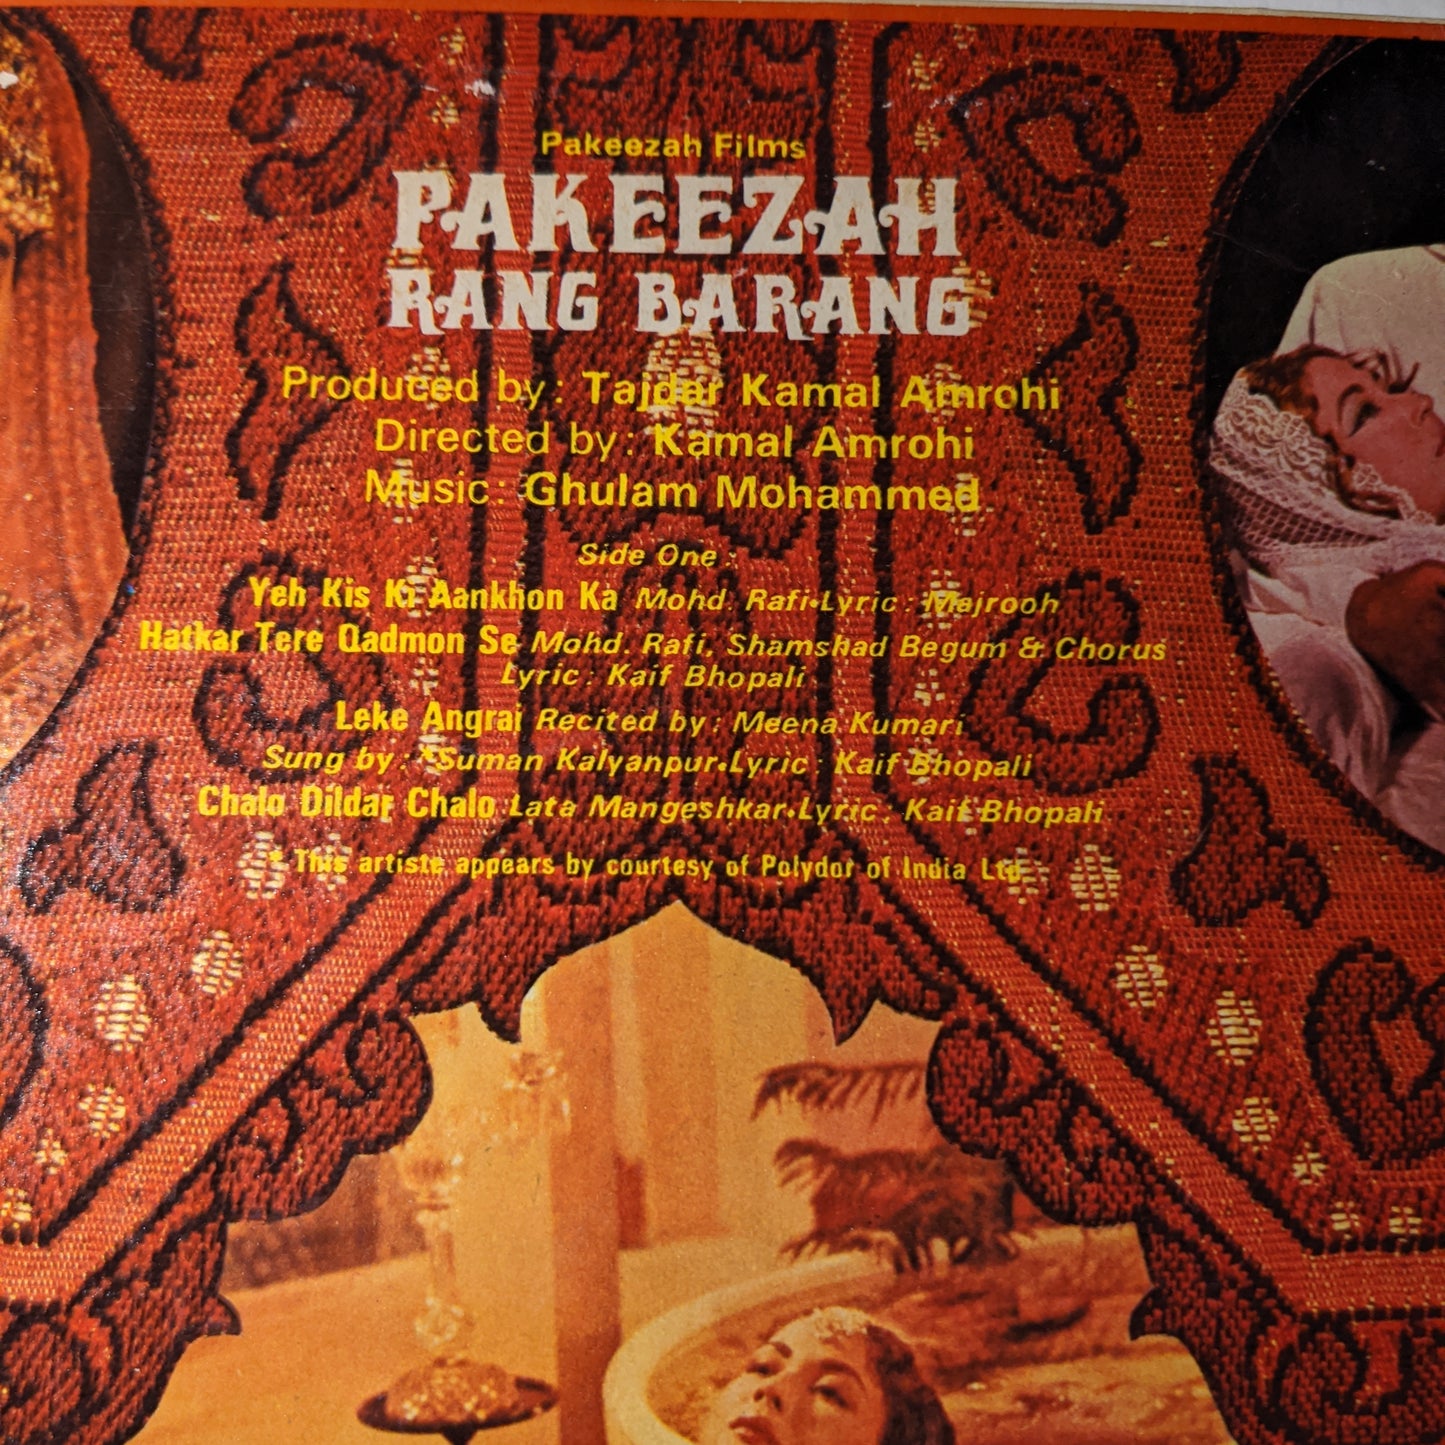 Pakeezah Films
PAKEEZAH
RANG BARANG
Produced by: Tajdar Kamal Amrohi
Directed by: Kamal Amrohi
Music: Ghulam Mohammed
Side One:
Yeh Kis Ki Aankhon Ka Mohd. Rafi•Lyric: Majrooh
Hatkar Tere Qadmon Se Mohd. Rafi, Shamshad Begum & Chorus
Lyric: Kaif Bhopali
Leke Angrai Recited by: Meena Kumari
Sung by: *Suman Kalyanpur•Lyric: Kaif Bhopali
Chalo Dildar Chalo Lata Mangeshkar•Lyric: Kaif Bhopali
* This artiste appears by courtesy of Polydor of India Ltd.